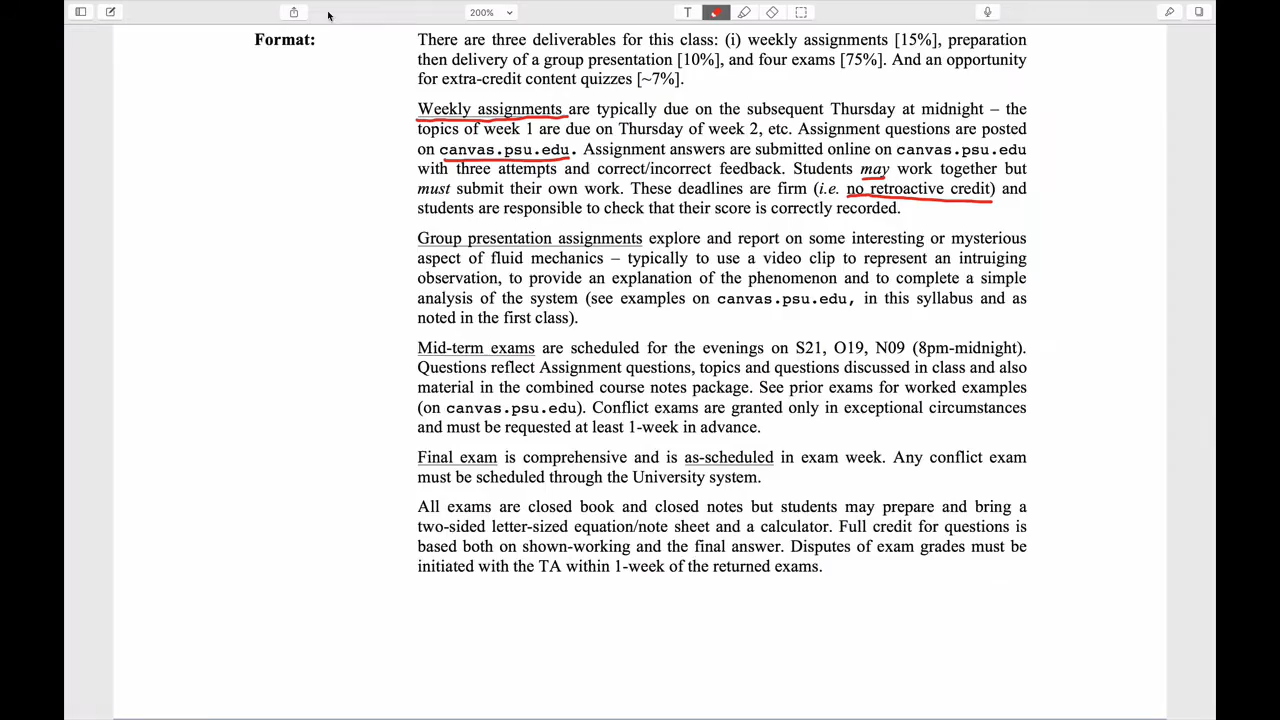 200%
T
Format:
There are three deliverables for this class: (i) weekly assignments [15%], preparation
then delivery of a group presentation [10%], and four exams [75%]. And an opportunity
for extra-credit content quizzes [~7%].
Weekly assignments are typically due on the subsequent Thursday at midnight – the
topics of week 1 are due on Thursday of week 2, etc. Assignment questions are posted
on canvas.psu.edu. Assignment answers are submitted online on canvas.psu.edu
with three attempts and correct/incorrect feedback. Students may work together but
must submit their own work. These deadlines are firm (i.e. no retroactive credit) and
students are responsible to check that their score is correctly recorded.
Group presentation assignments explore and report on some interesting or mysterious
aspect of fluid mechanics – typically to use a video clip to represent an intruiging
observation, to provide an explanation of the phenomenon and to complete a simple
analysis of the system (see examples on canvas.psu.edu, in this syllabus and as
noted in the first class).
Mid-term exams are scheduled for the evenings on S21, O19, N09 (8pm-midnight).
Questions reflect Assignment questions, topics and questions discussed in class and also
material in the combined course notes package. See prior exams for worked examples
(on canvas.psu.edu). Conflict exams are granted only in exceptional circumstances
and must be requested at least 1-week in advance.
Final exam is comprehensive and is as-scheduled in exam week. Any conflict exam
must be scheduled through the University system.
All exams are closed book and closed notes but students may prepare and bring a
two-sided letter-sized equation/note sheet and a calculator. Full credit for questions is
based both on shown-working and the final answer. Disputes of exam grades must be
initiated with the TA within 1-week of the returned exams.